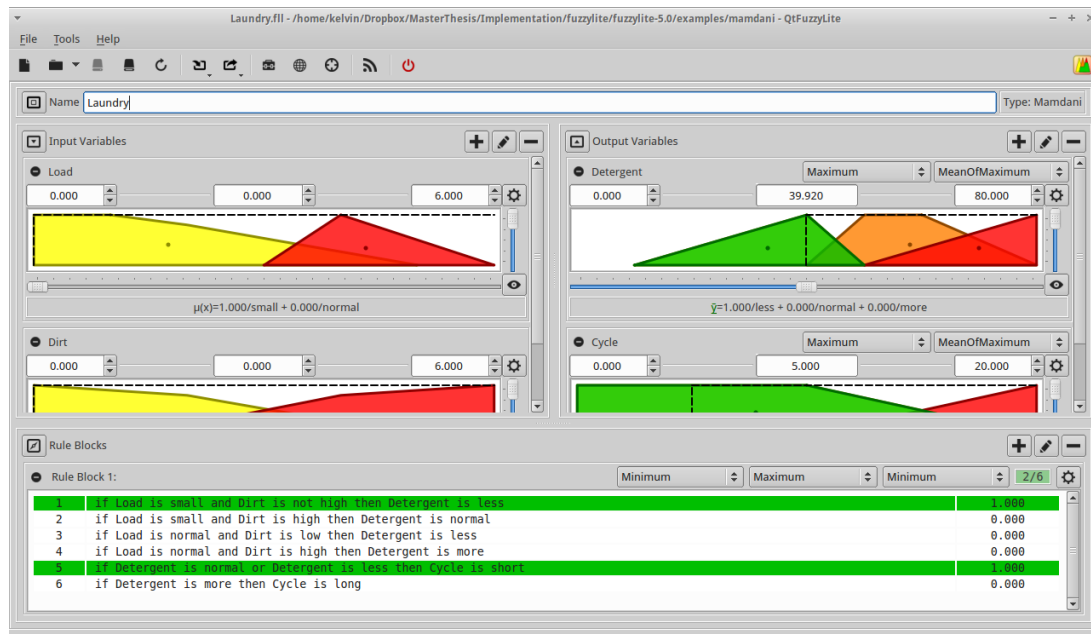 Laundry.fll - /home/kelvin/Dropbox/MasterThesis/Implementation/fuzzylite/fuzzylite-5.0/examples/mamdani - QtFuzzyLite
File Tools Help
Name Laundry Type: Mamdani
Input Variables
Load
0.000 0.000 6.000
μ(x)=1.000/small + 0.000/normal
Dirt
0.000 0.000 6.000
Output Variables
Detergent Maximum MeanOfMaximum
0.000 39.920 80.000
ỹ=1.000/less + 0.000/normal + 0.000/more
Cycle Maximum MeanOfMaximum
0.000 5.000 20.000
Rule Blocks
Rule Block 1: Minimum Maximum Minimum 2/6
1 if Load is small and Dirt is not high then Detergent is less 1.000
2 if Load is small and Dirt is high then Detergent is normal 0.000
3 if Load is normal and Dirt is low then Detergent is less 0.000
4 if Load is normal and Dirt is high then Detergent is more 0.000
5 if Detergent is normal or Detergent is less then Cycle is short 1.000
6 if Detergent is more then Cycle is long 0.000